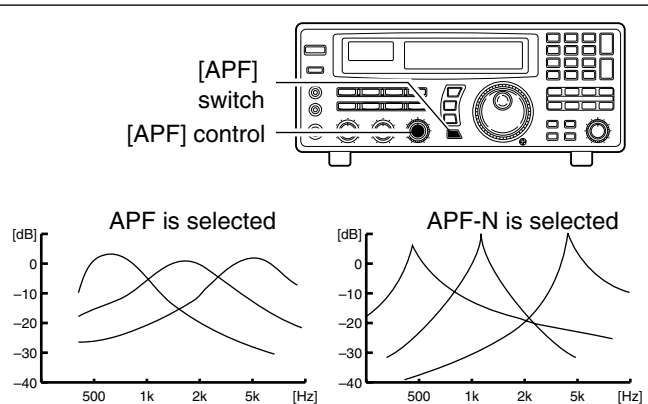 [APF]
switch
[APF] control
APF is selected
[dB]
0
–10
–20
–30
–40
500 1k 2k 5k [Hz]
APF-N is selected
[dB]
0
–10
–20
–30
–40
500 1k 2k 5k [Hz]